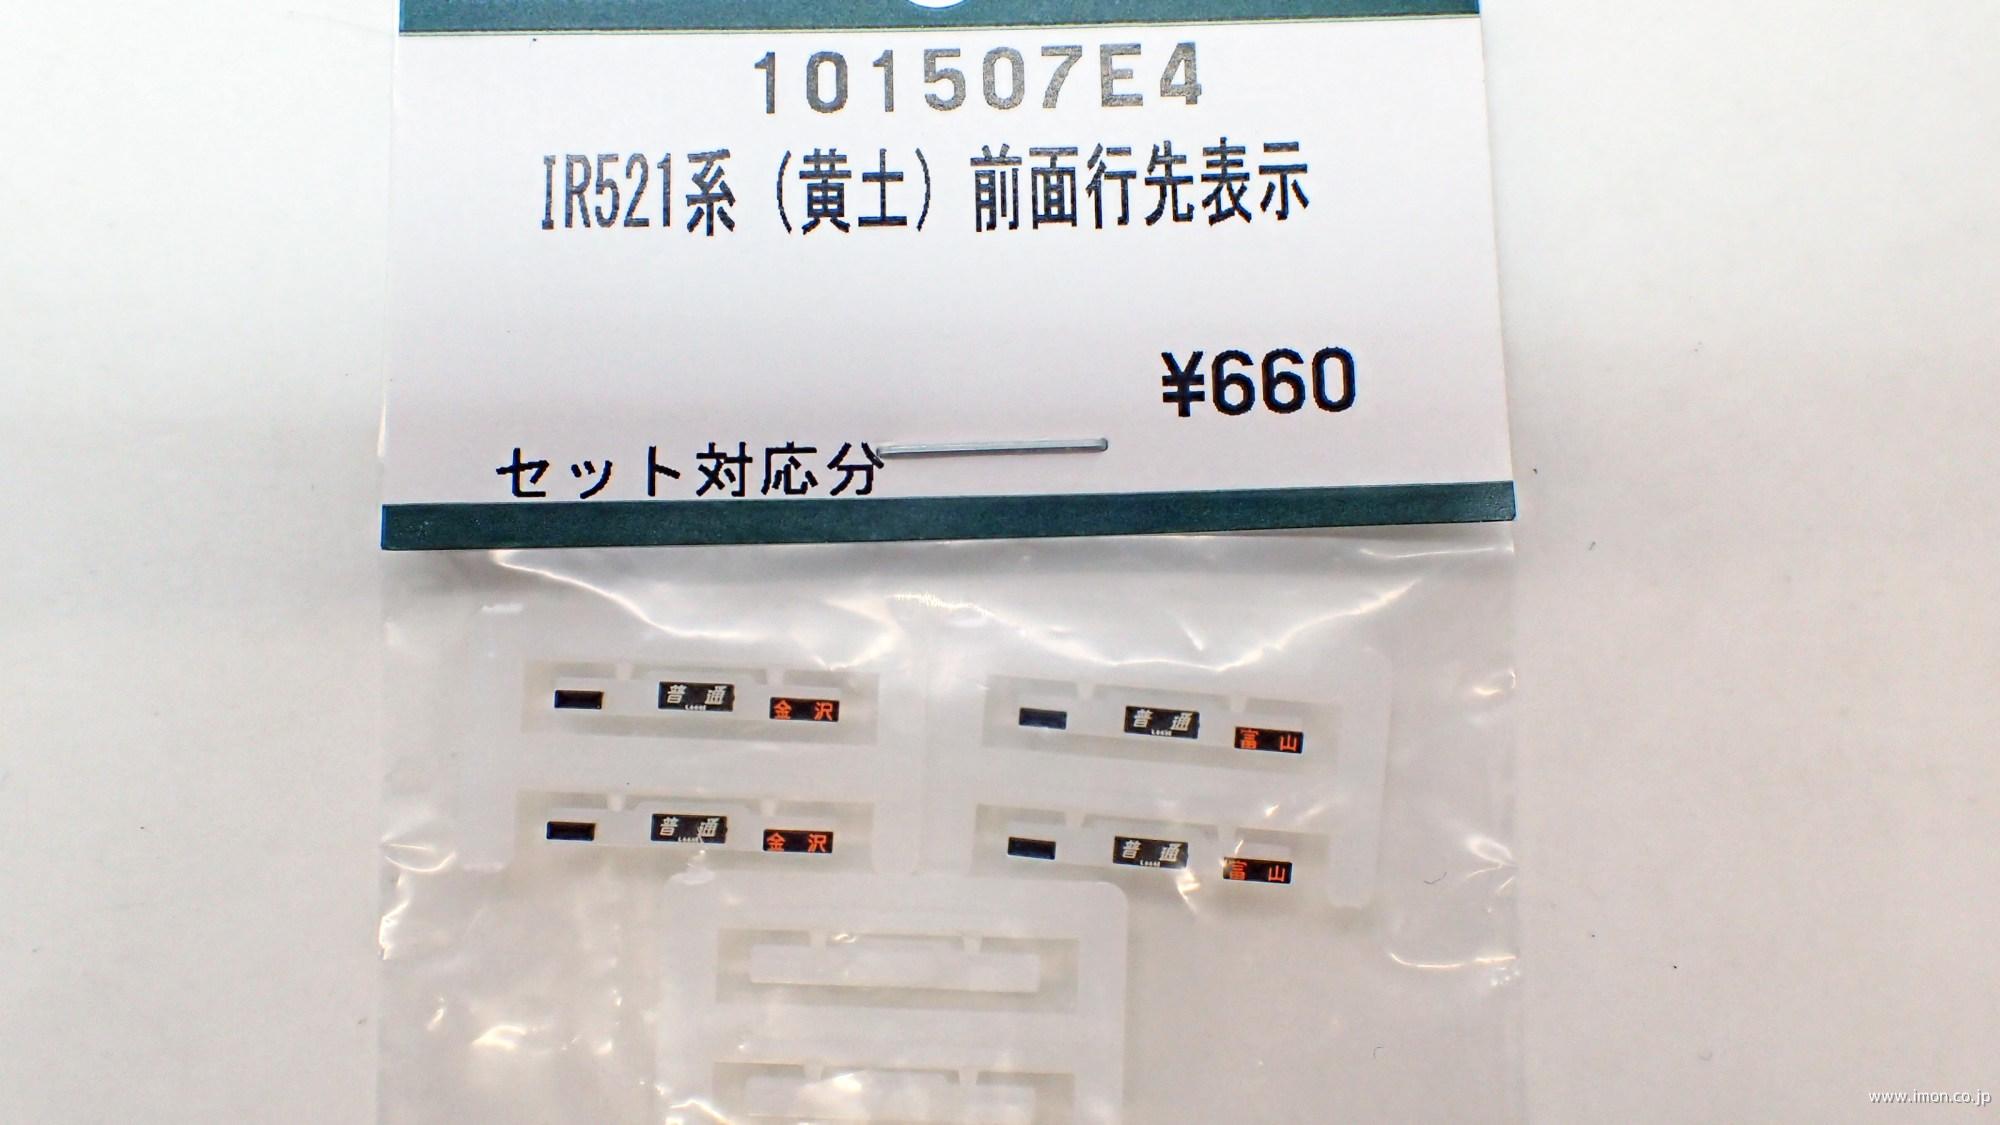 101507E4
IR521系（黄土）前面行先表示
¥660
セット対応分
普通 金沢
普通 富山
普通 金沢
普通 富山
www.imon.co.jp